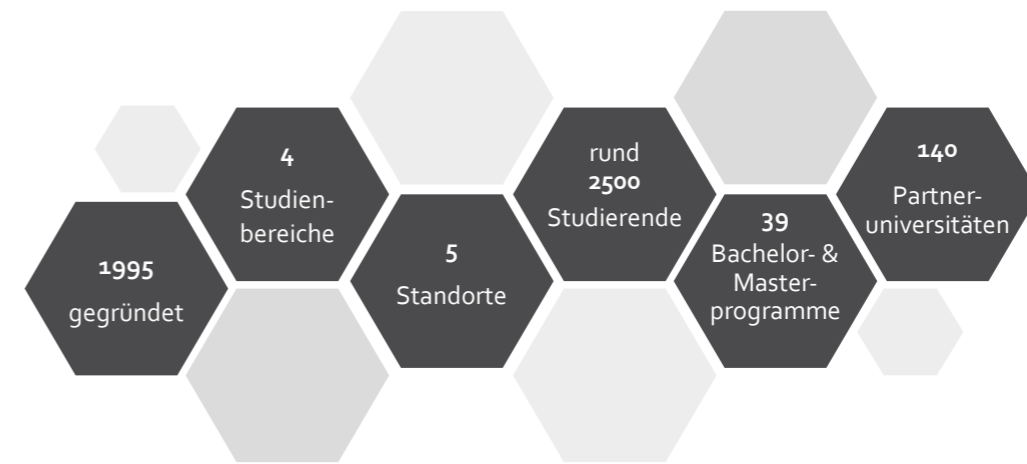 1995
gegründet
4
Studien-
bereiche
5
Standorte
rund
2500
Studierende
39
Bachelor- &
Master-
programme
140
Partner-
universitäten